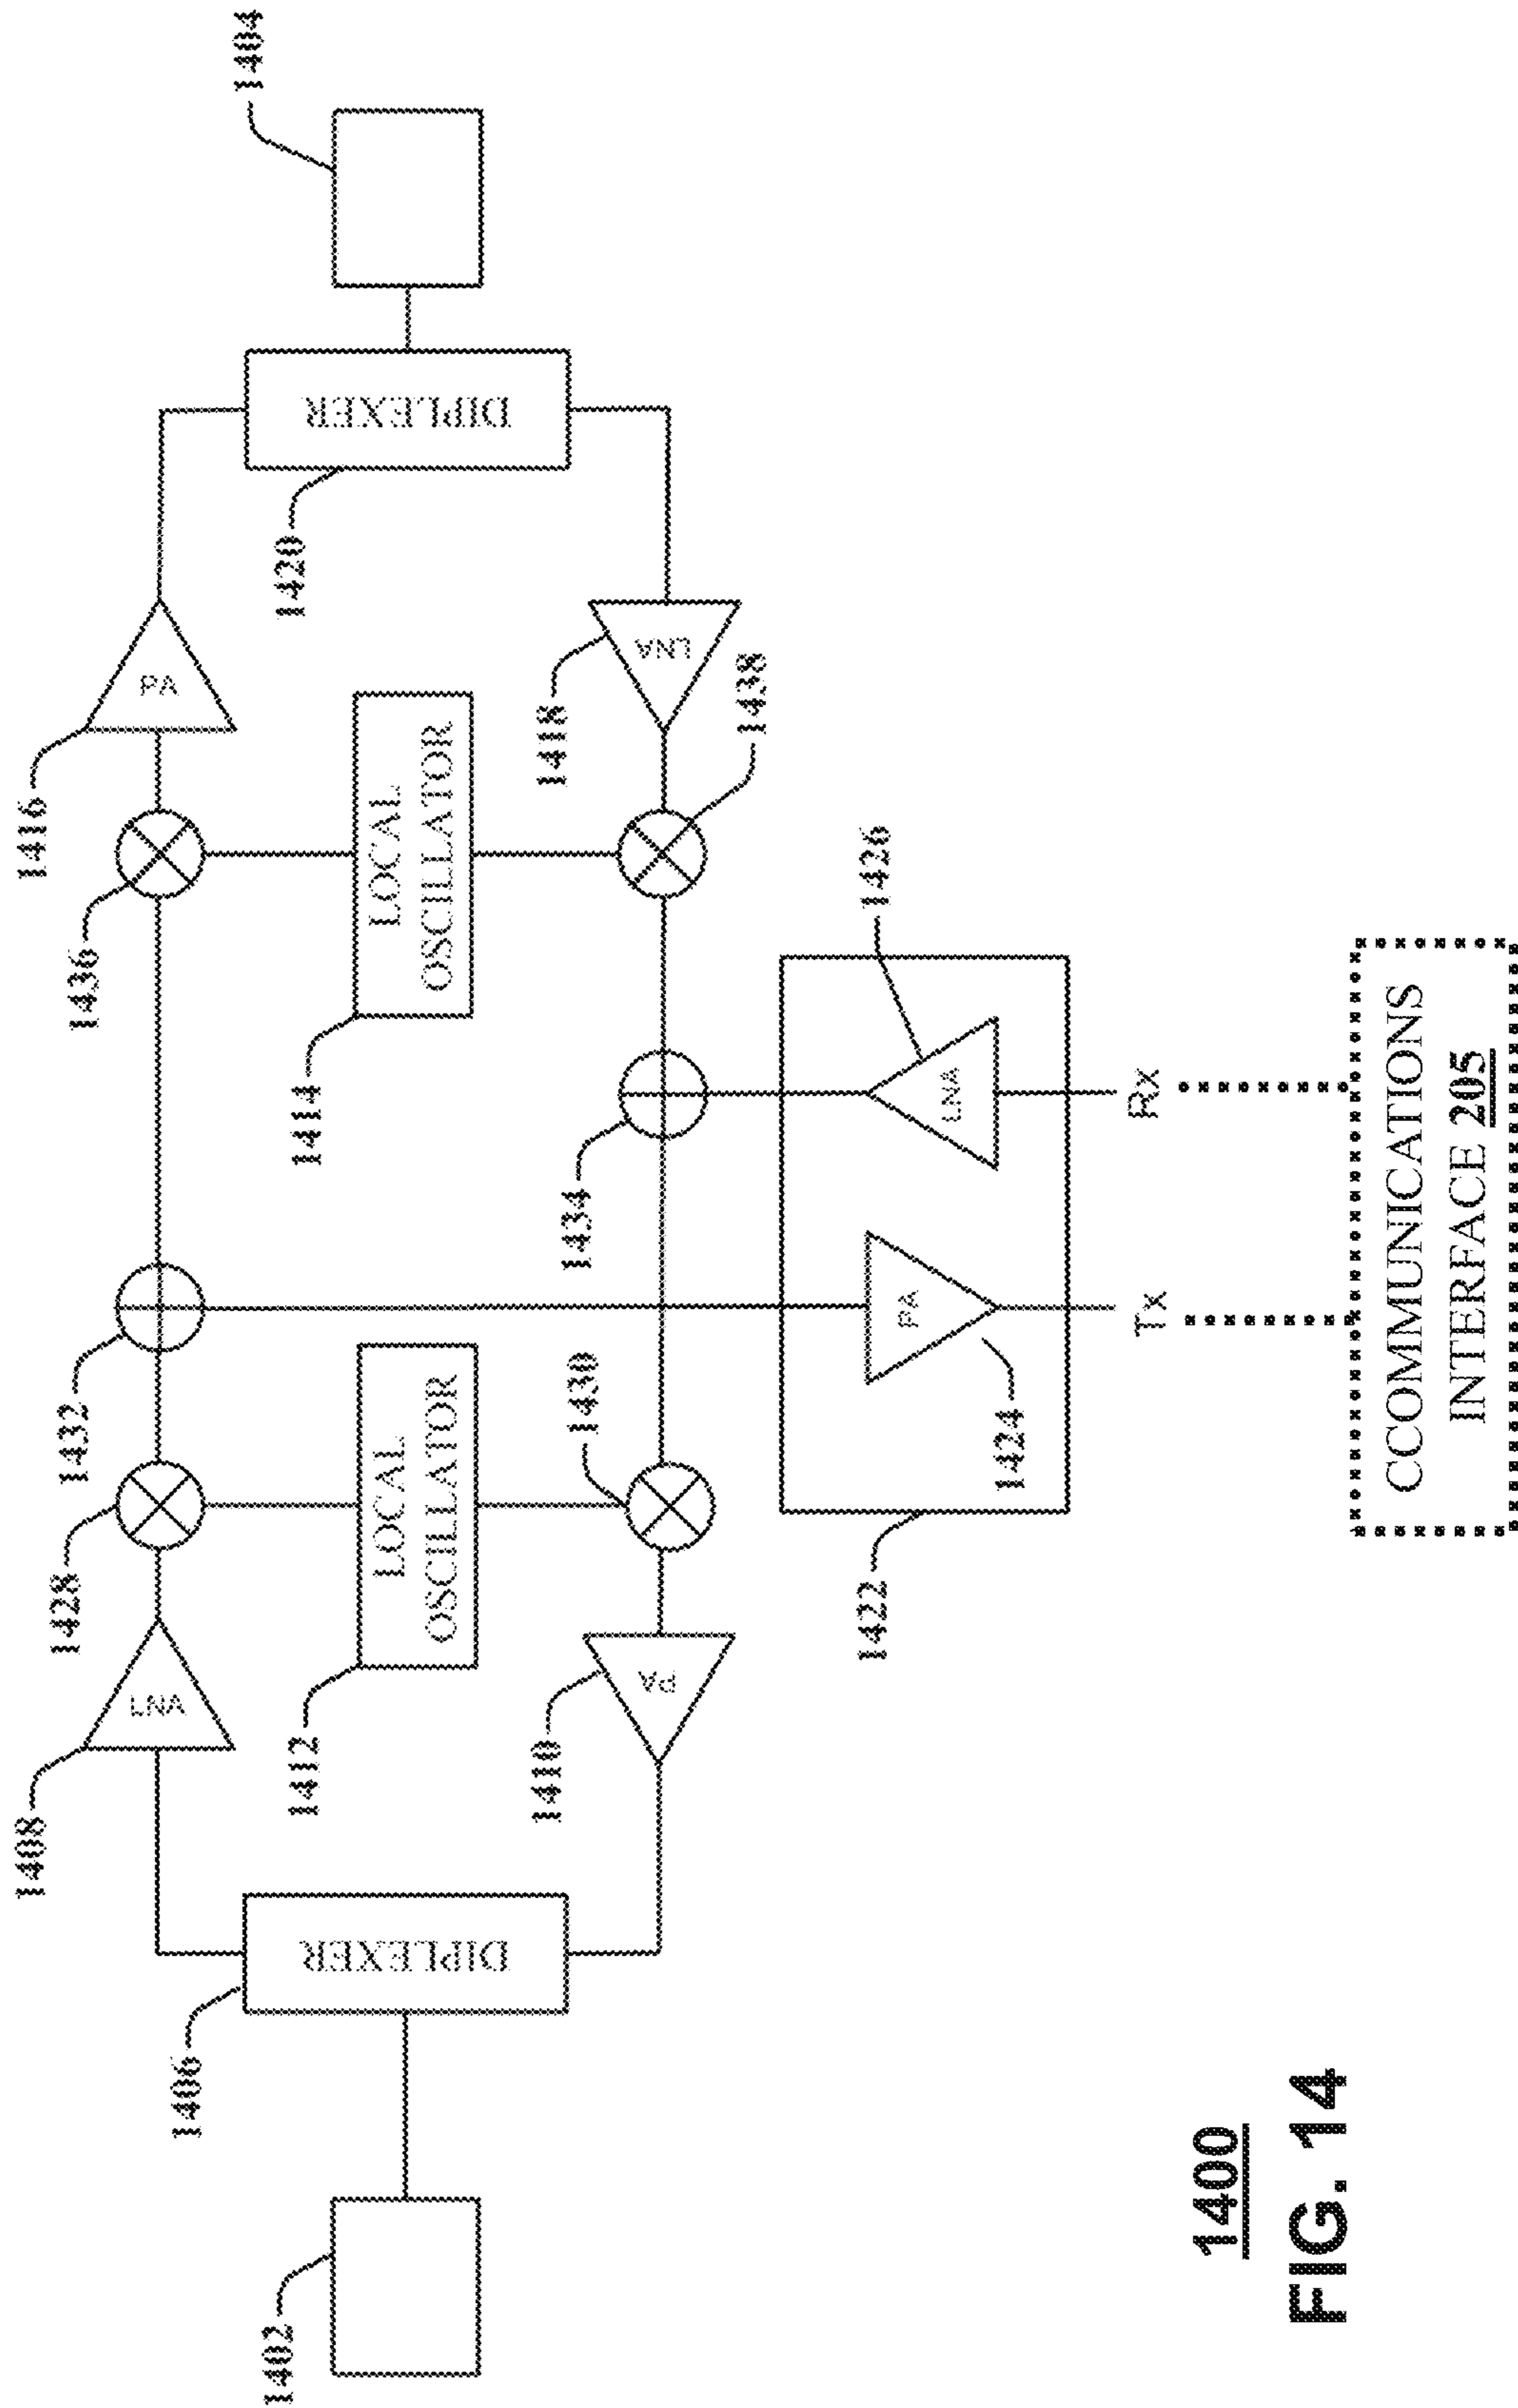 1404
1416
PA
1436
DIPLEXER
1420
LOCAL
OSCILLATOR
1414
LNA
1418
1438
1432
1434
1426
LNA
Rx
1428
LOCAL
OSCILLATOR
1412
1430
PA
1424
Tx
1422
1408
LNA
PA
1410
DIPLEXER
1406
1402
CCOMMUNICATIONS
INTERFACE 205
1400
FIG. 14